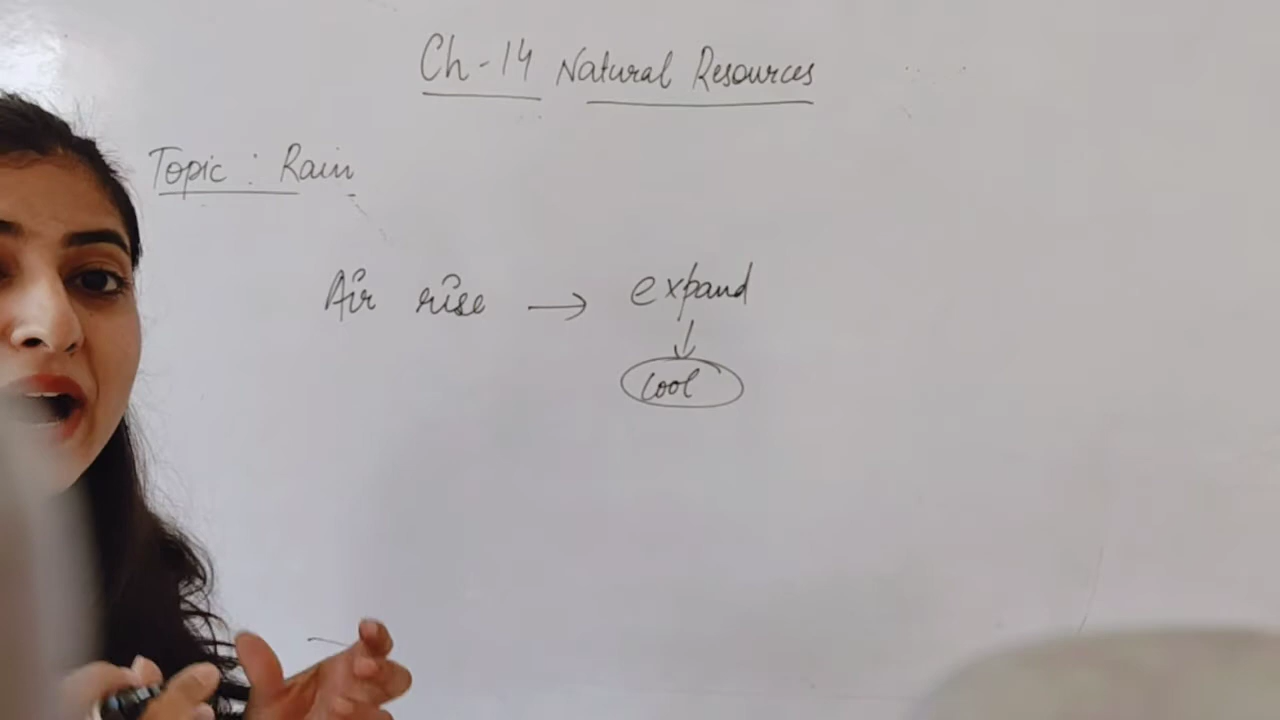 Ch-14 Natural Resources
Topic : Rain
Air rise → expand
↓
Cool